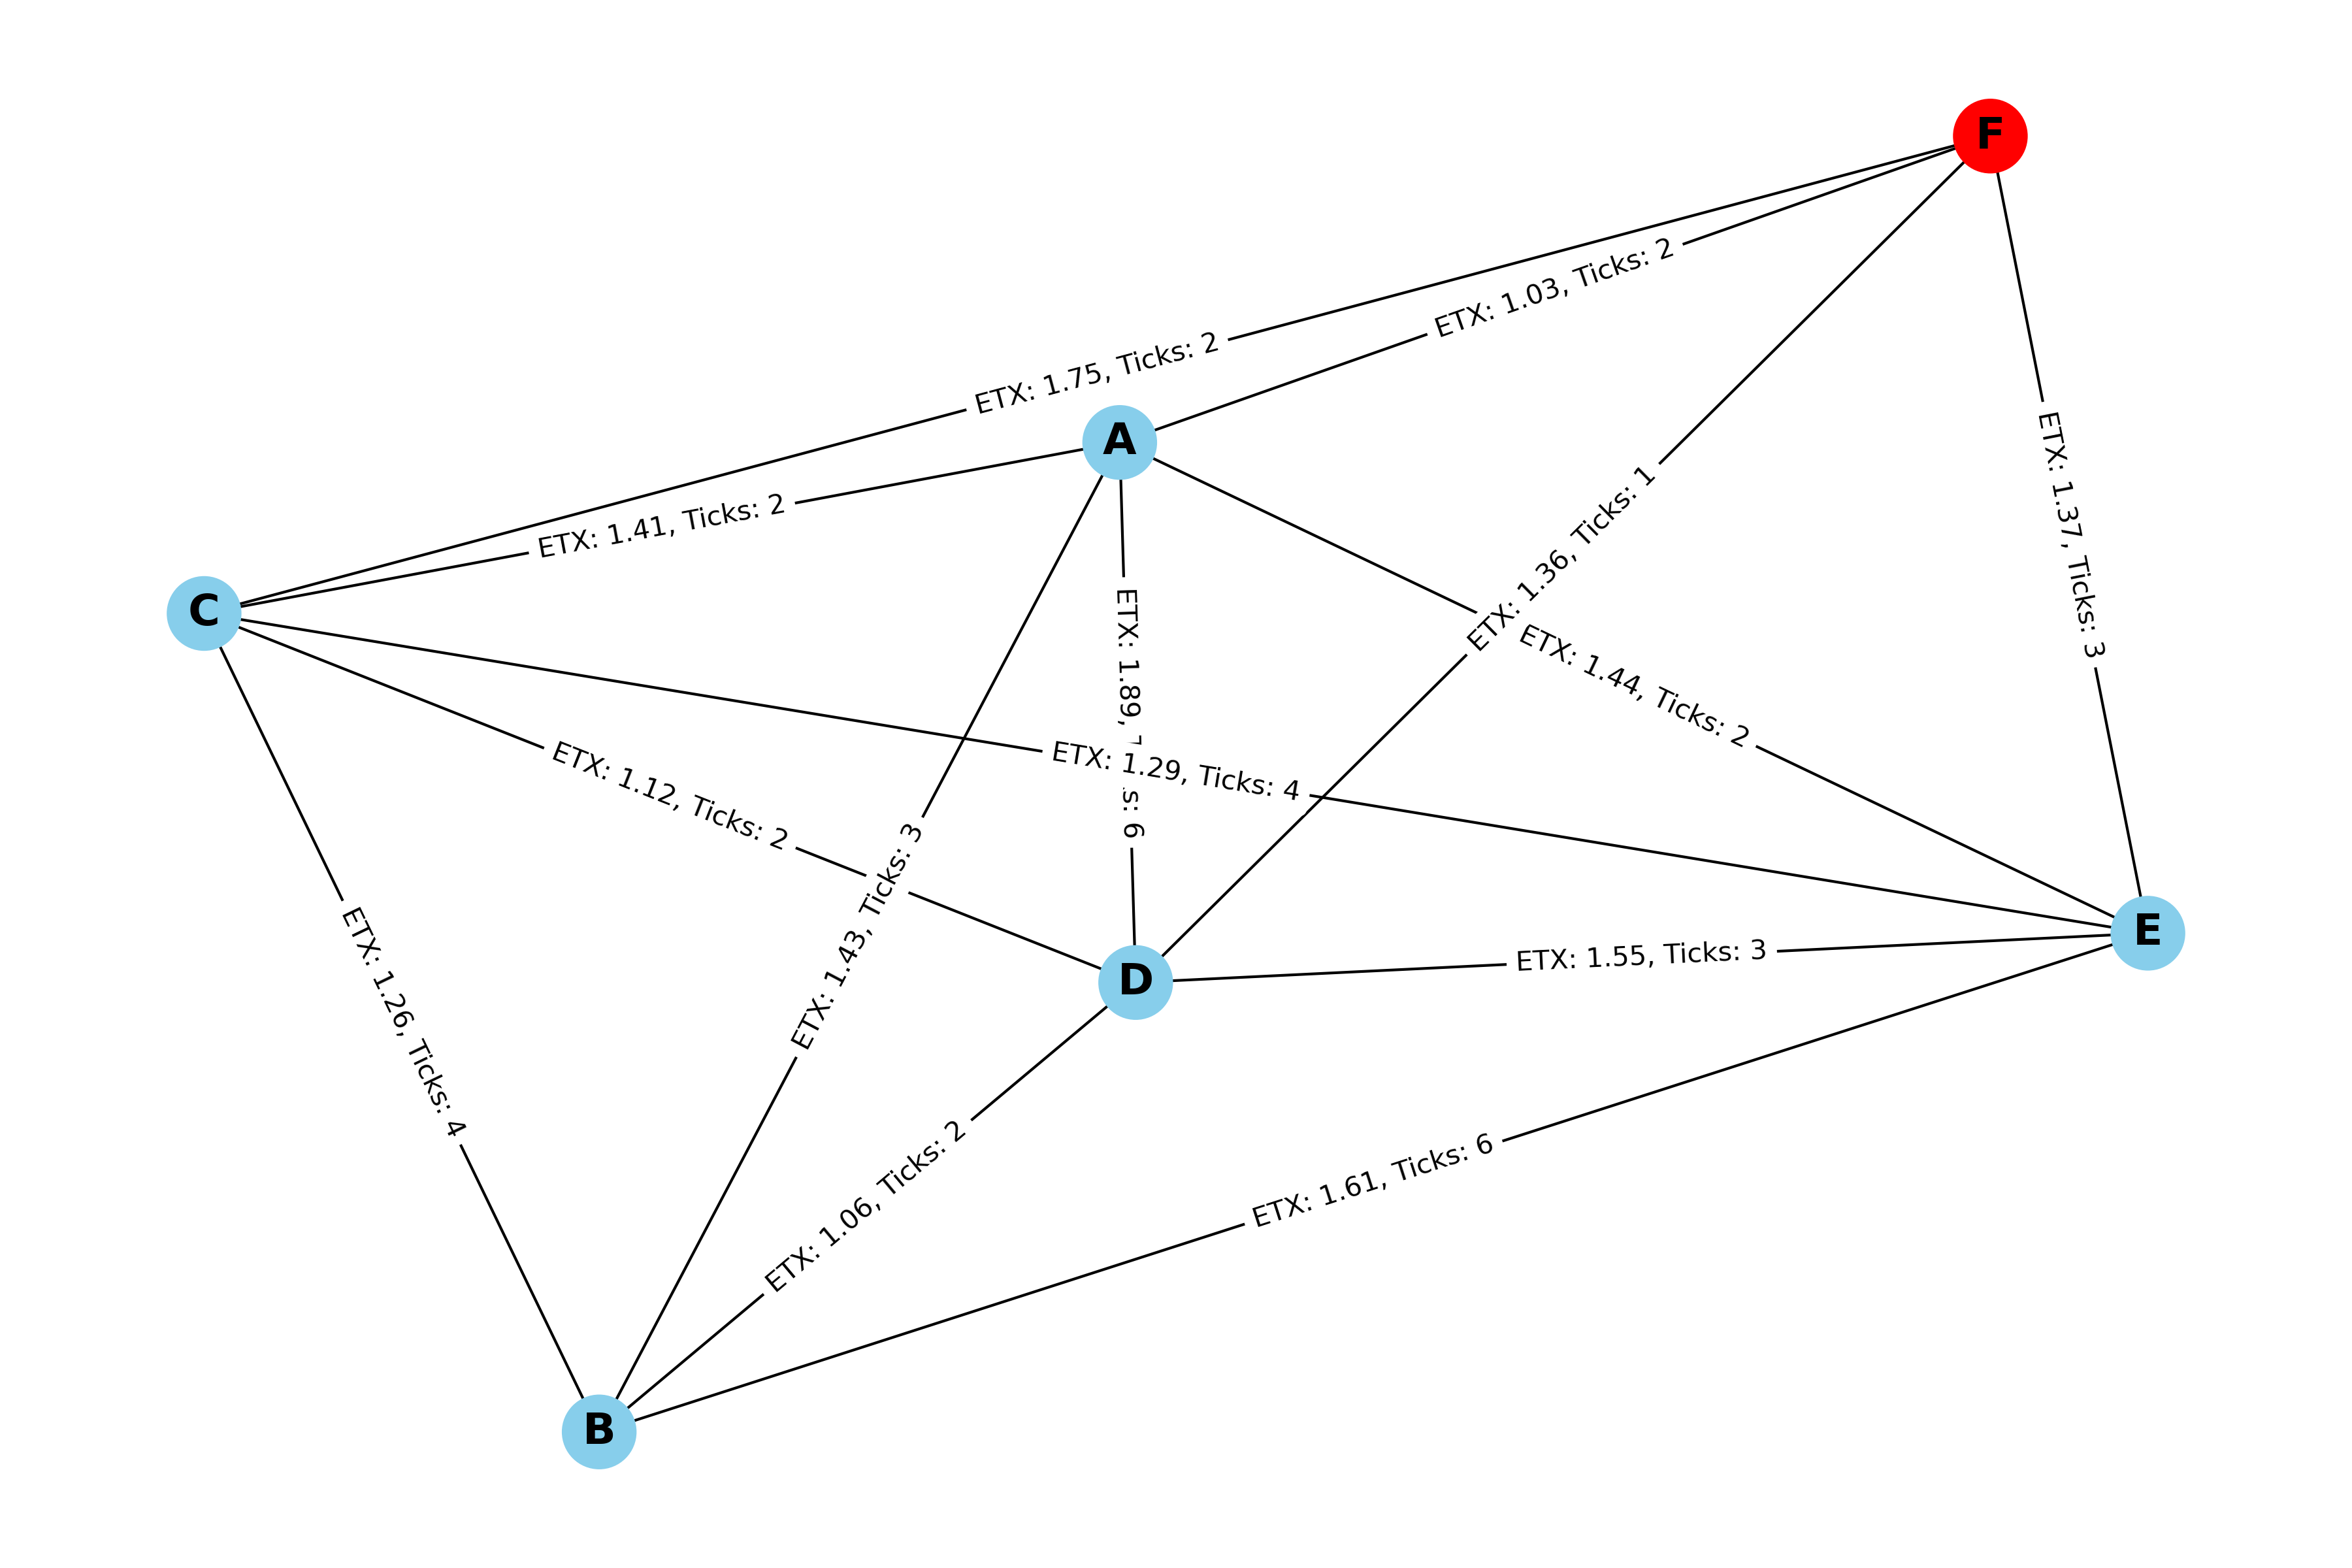 F
ETX: 1.03, Ticks: 2
ETX: 1.75, Ticks: 2
A
ETX: 1.37, Ticks: 3
ETX: 1.41, Ticks: 2
ETX: 1.36, Ticks: 1
C
ETX: 1.44, Ticks: 2
ETX: 1.89, s: 6
ETX: 1.29, Ticks: 4
ETX: 1.12, Ticks: 2
ETX: 1.43, Ticks: 3
E
ETX: 1.55, Ticks: 3
D
ETX: 1.26, Ticks: 4
ETX: 1.06, Ticks: 2
ETX: 1.61, Ticks: 6
B